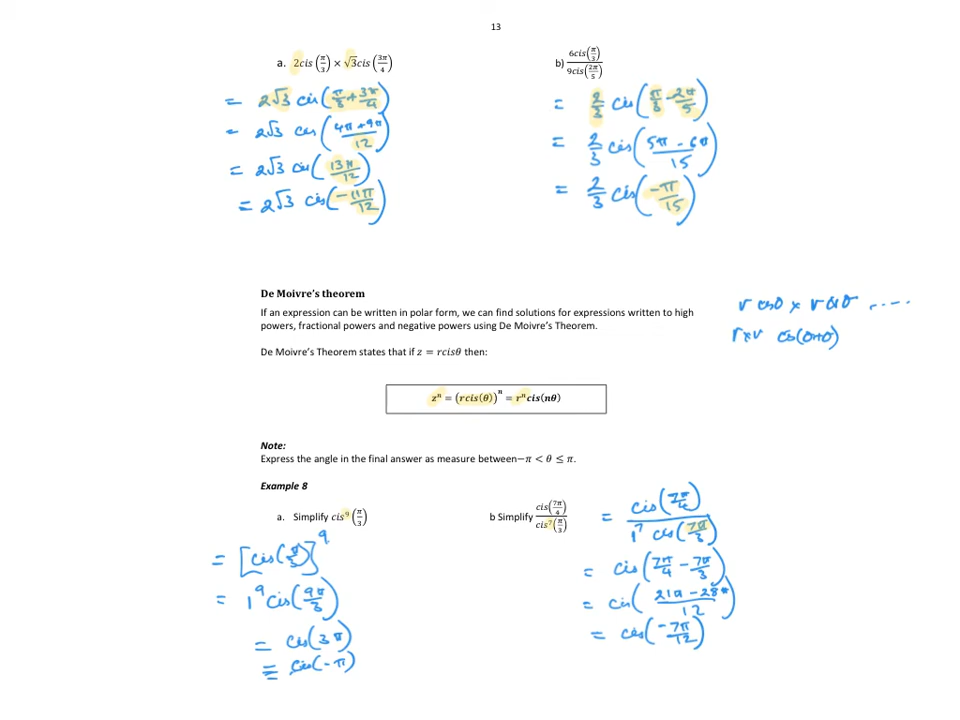 13
a. 2cis(π/3) × √3cis(3π/4)
= 2√3 cis(π/3 + 3π/4)
= 2√3 cis(4π + 9π/12)
= 2√3 cis(13π/12)
= 2√3 cis(-11π/12)
b) 6cis(π/3)/9cis(2π/5)
= 2/3 cis(π/3 - 2π/5)
= 2/3 cis(5π - 6π/15)
= 2/3 cis(-π/15)
De Moivre's theorem
If an expression can be written in polar form, we can find solutions for expressions written to high
powers, fractional powers and negative powers using De Moivre's Theorem.
r cisθ × r cisθ ....
r×r cis(θ+θ)
De Moivre's Theorem states that if z = rcisθ then:
zⁿ = (rcis(θ))ⁿ = rⁿcis(nθ)
Note:
Express the angle in the final answer as measure between−π < θ ≤ π.
Example 8
a. Simplify cis⁹(π/3)
= [cis(π/3)]⁹
= 1⁹ cis(9π/3)
= cis(3π)
= cis(-π)
b Simplify cis(7π/4)/cis⁷(π/3)
= cis(7π/4)/1⁷ cis(7π/3)
= cis(7π/4 - 7π/3)
= cis(21π - 28π/12)
= cis(-7π/12)